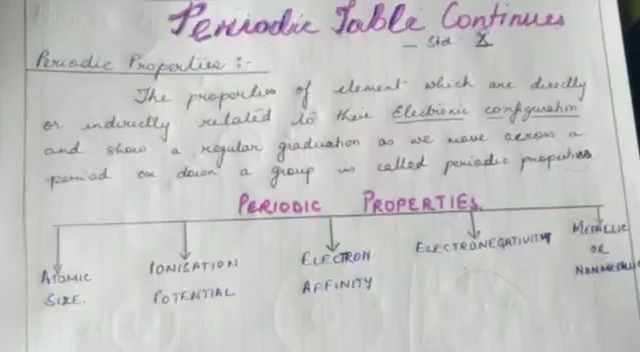 Periodic Table Continues
— Std X
Periodic Properties :-
The properties of element which are directly
or indirectly related to their Electronic configuration
and show a regular graduation as we move across a
period or down a group is called periodic properties
PERIODIC PROPERTIES.
ATOMIC SIZE.
IONISATION POTENTIAL
ELECTRON AFFINITY
ELECTRONEGATIVITY
METALLIC OR NONMETALLIC